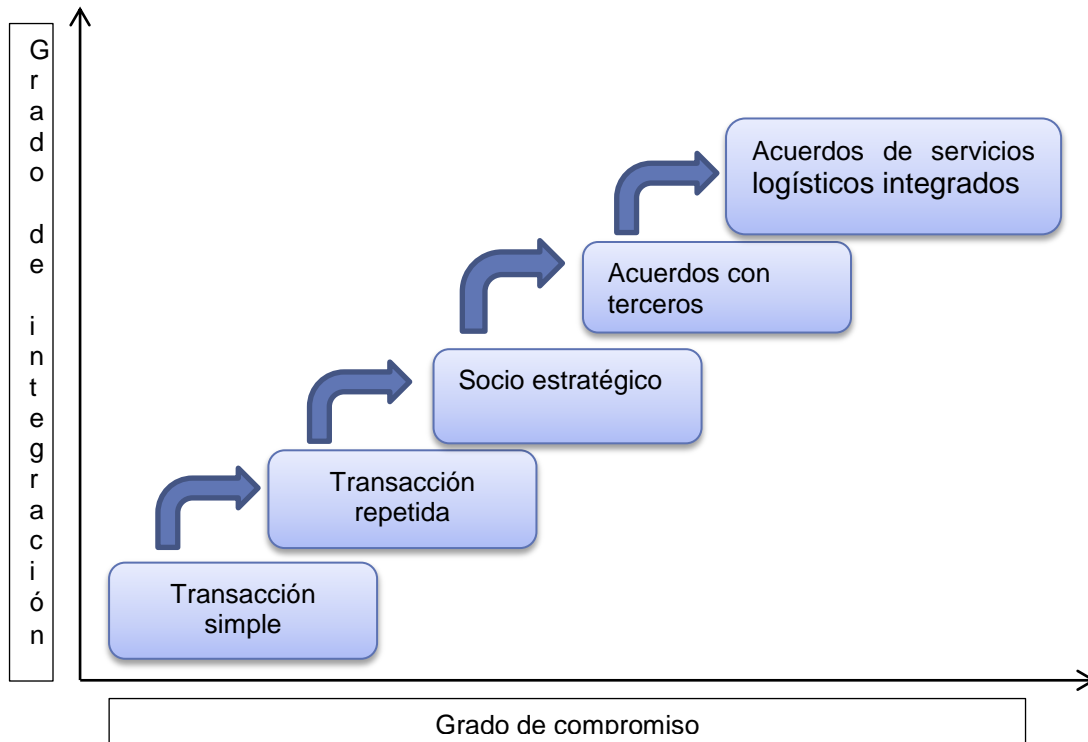 Grado de integración
Acuerdos de servicios
logísticos integrados
Acuerdos con
terceros
Socio estratégico
Transacción
repetida
Transacción
simple
Grado de compromiso